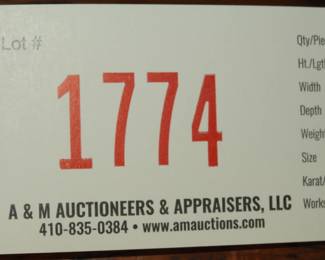 Lot #
1774
A & M AUCTIONEERS & APPRAISERS, LLC
410-835-0384 • www.amauctions.com
Qty/Pie
Ht./Lgt
Width
Depth
Weigh
Size
Karat/
Works